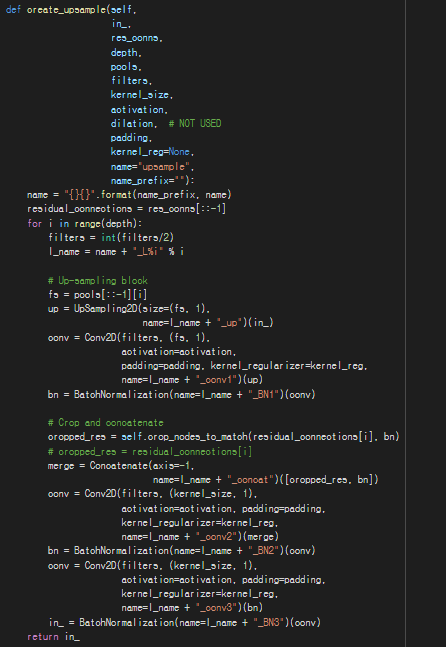 def create_upsample(self,
                    in_,
                    res_conns,
                    depth,
                    pools,
                    filters,
                    kernel_size,
                    activation,
                    dilation,  # NOT USED
                    padding,
                    kernel_reg=None,
                    name="upsample",
                    name_prefix=""):
    name = "{}{}".format(name_prefix, name)
    residual_connections = res_conns[::-1]
    for i in range(depth):
        filters = int(filters/2)
        l_name = name + "_L%i" % i

        # Up-sampling block
        fs = pools[::-1][i]
        up = UpSampling2D(size=(fs, 1),
                          name=l_name + "_up")(in_)
        conv = Conv2D(filters, (fs, 1),
                      activation=activation,
                      padding=padding, kernel_regularizer=kernel_reg,
                      name=l_name + "_conv1")(up)
        bn = BatchNormalization(name=l_name + "_BN1")(conv)

        # Crop and concatenate
        cropped_res = self.crop_nodes_to_match(residual_connections[i], bn)
        # cropped_res = residual_connections[i]
        merge = Concatenate(axis=-1,
                            name=l_name + "_concat")([cropped_res, bn])
        conv = Conv2D(filters, (kernel_size, 1),
                      activation=activation, padding=padding,
                      kernel_regularizer=kernel_reg,
                      name=l_name + "_conv2")(merge)
        bn = BatchNormalization(name=l_name + "_BN2")(conv)
        conv = Conv2D(filters, (kernel_size, 1),
                      activation=activation, padding=padding,
                      kernel_regularizer=kernel_reg,
                      name=l_name + "_conv3")(bn)
        in_ = BatchNormalization(name=l_name + "_BN3")(conv)
    return in_